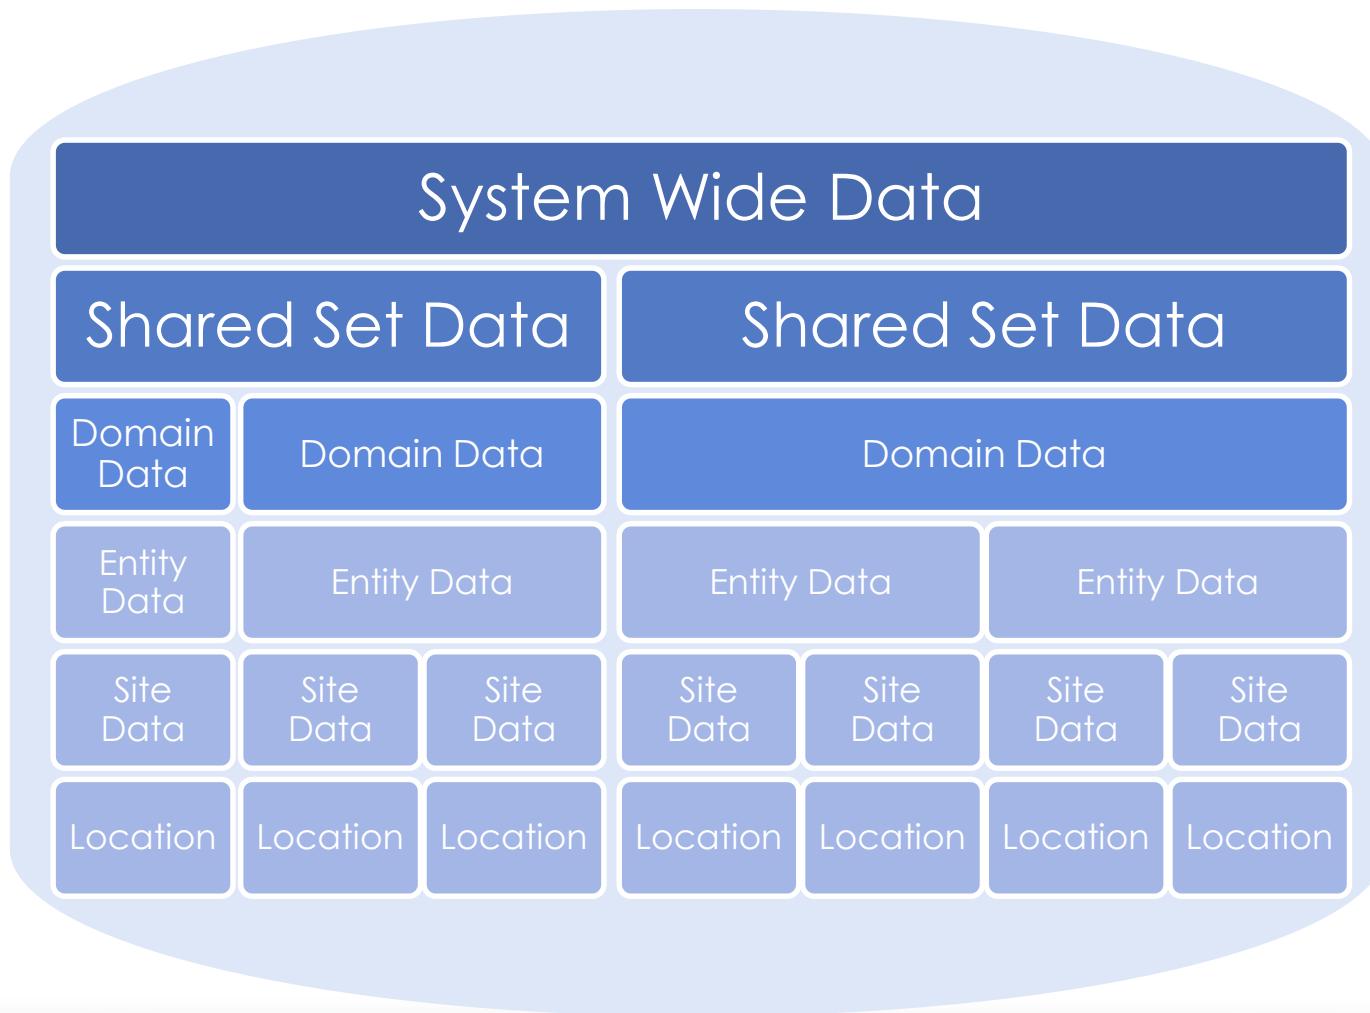 System Wide Data
Shared Set Data
Shared Set Data
Domain
Data
Domain Data
Domain Data
Entity
Data
Entity Data
Entity Data
Entity Data
Site
Data
Site
Data
Site
Data
Site
Data
Site
Data
Site
Data
Site
Data
Location
Location
Location
Location
Location
Location
Location